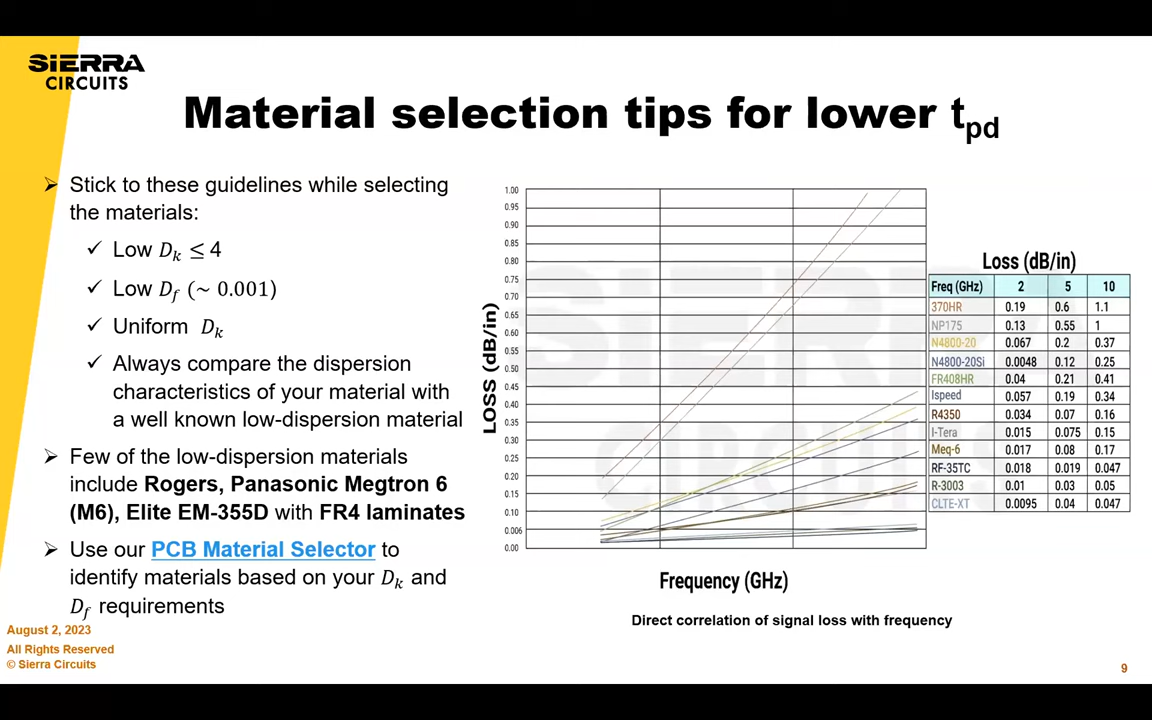 SIERRA
CIRCUITS
Material selection tips for lower tpd
➢ Stick to these guidelines while selecting
the materials:
✓ Low Dk ≤ 4
✓ Low Df (~ 0.001)
✓ Uniform Dk
✓ Always compare the dispersion
characteristics of your material with
a well known low-dispersion material
➢ Few of the low-dispersion materials
include Rogers, Panasonic Megtron 6
(M6), Elite EM-355D with FR4 laminates
➢ Use our PCB Material Selector to
identify materials based on your Dk and
Df requirements
LOSS (dB/in)
1.00
0.95
0.90
0.85
0.80
0.75
0.70
0.65
0.60
0.55
0.50
0.45
0.40
0.35
0.30
0.25
0.20
0.15
0.10
0.006
0.00
SIERRA
CIRCUITS
Frequency (GHz)
Direct correlation of signal loss with frequency
Loss (dB/in)
Freq (GHz) 2 5 10
370HR 0.19 0.6 1.1
NP175 0.13 0.55 1
N4800-20 0.067 0.2 0.37
N4800-20Si 0.0048 0.12 0.25
FR408HR 0.04 0.21 0.41
Ispeed 0.057 0.19 0.34
R4350 0.034 0.07 0.16
I-Tera 0.015 0.075 0.15
Meq-6 0.017 0.08 0.17
RF-35TC 0.018 0.019 0.047
R-3003 0.01 0.03 0.05
CLTE-XT 0.0095 0.04 0.047
August 2, 2023
All Rights Reserved
© Sierra Circuits
9